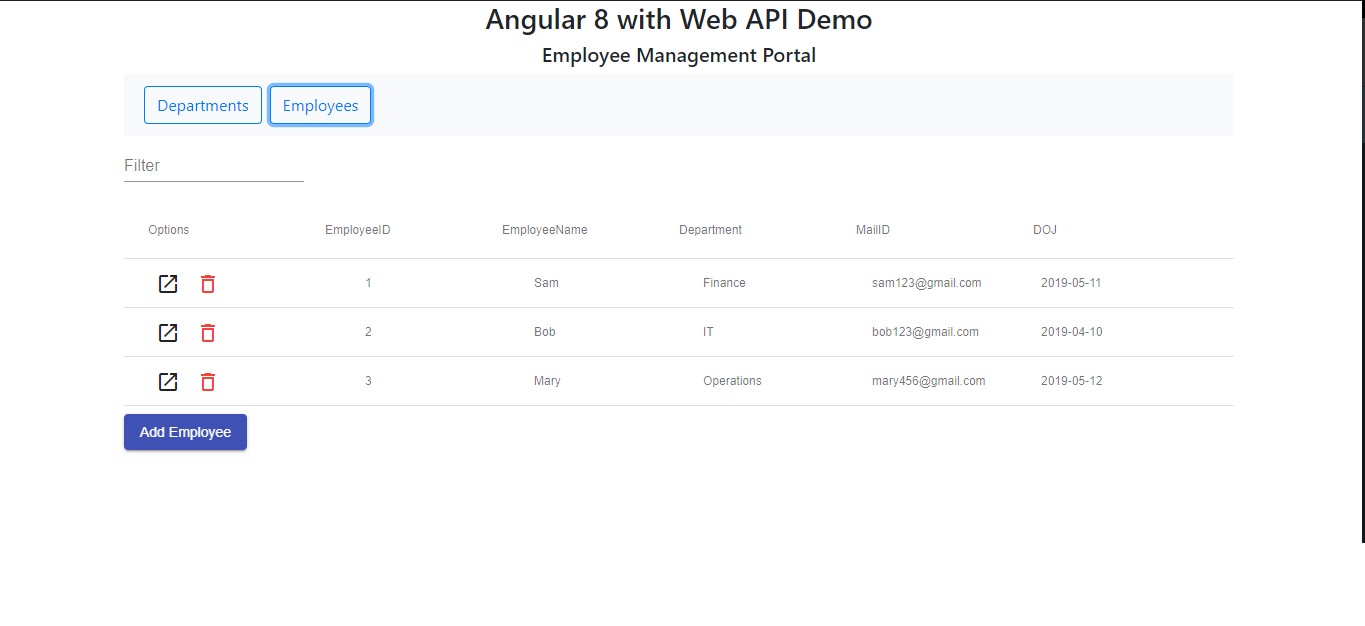 Angular 8 with Web API Demo
Employee Management Portal
Departments Employees
Filter
Options EmployeeID EmployeeName Department MailID DOJ
1 Sam Finance sam123@gmail.com 2019-05-11
2 Bob IT bob123@gmail.com 2019-04-10
3 Mary Operations mary456@gmail.com 2019-05-12
Add Employee